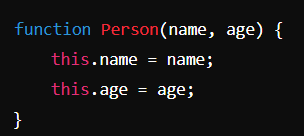 function Person(name, age) {
    this.name = name;
    this.age = age;
}